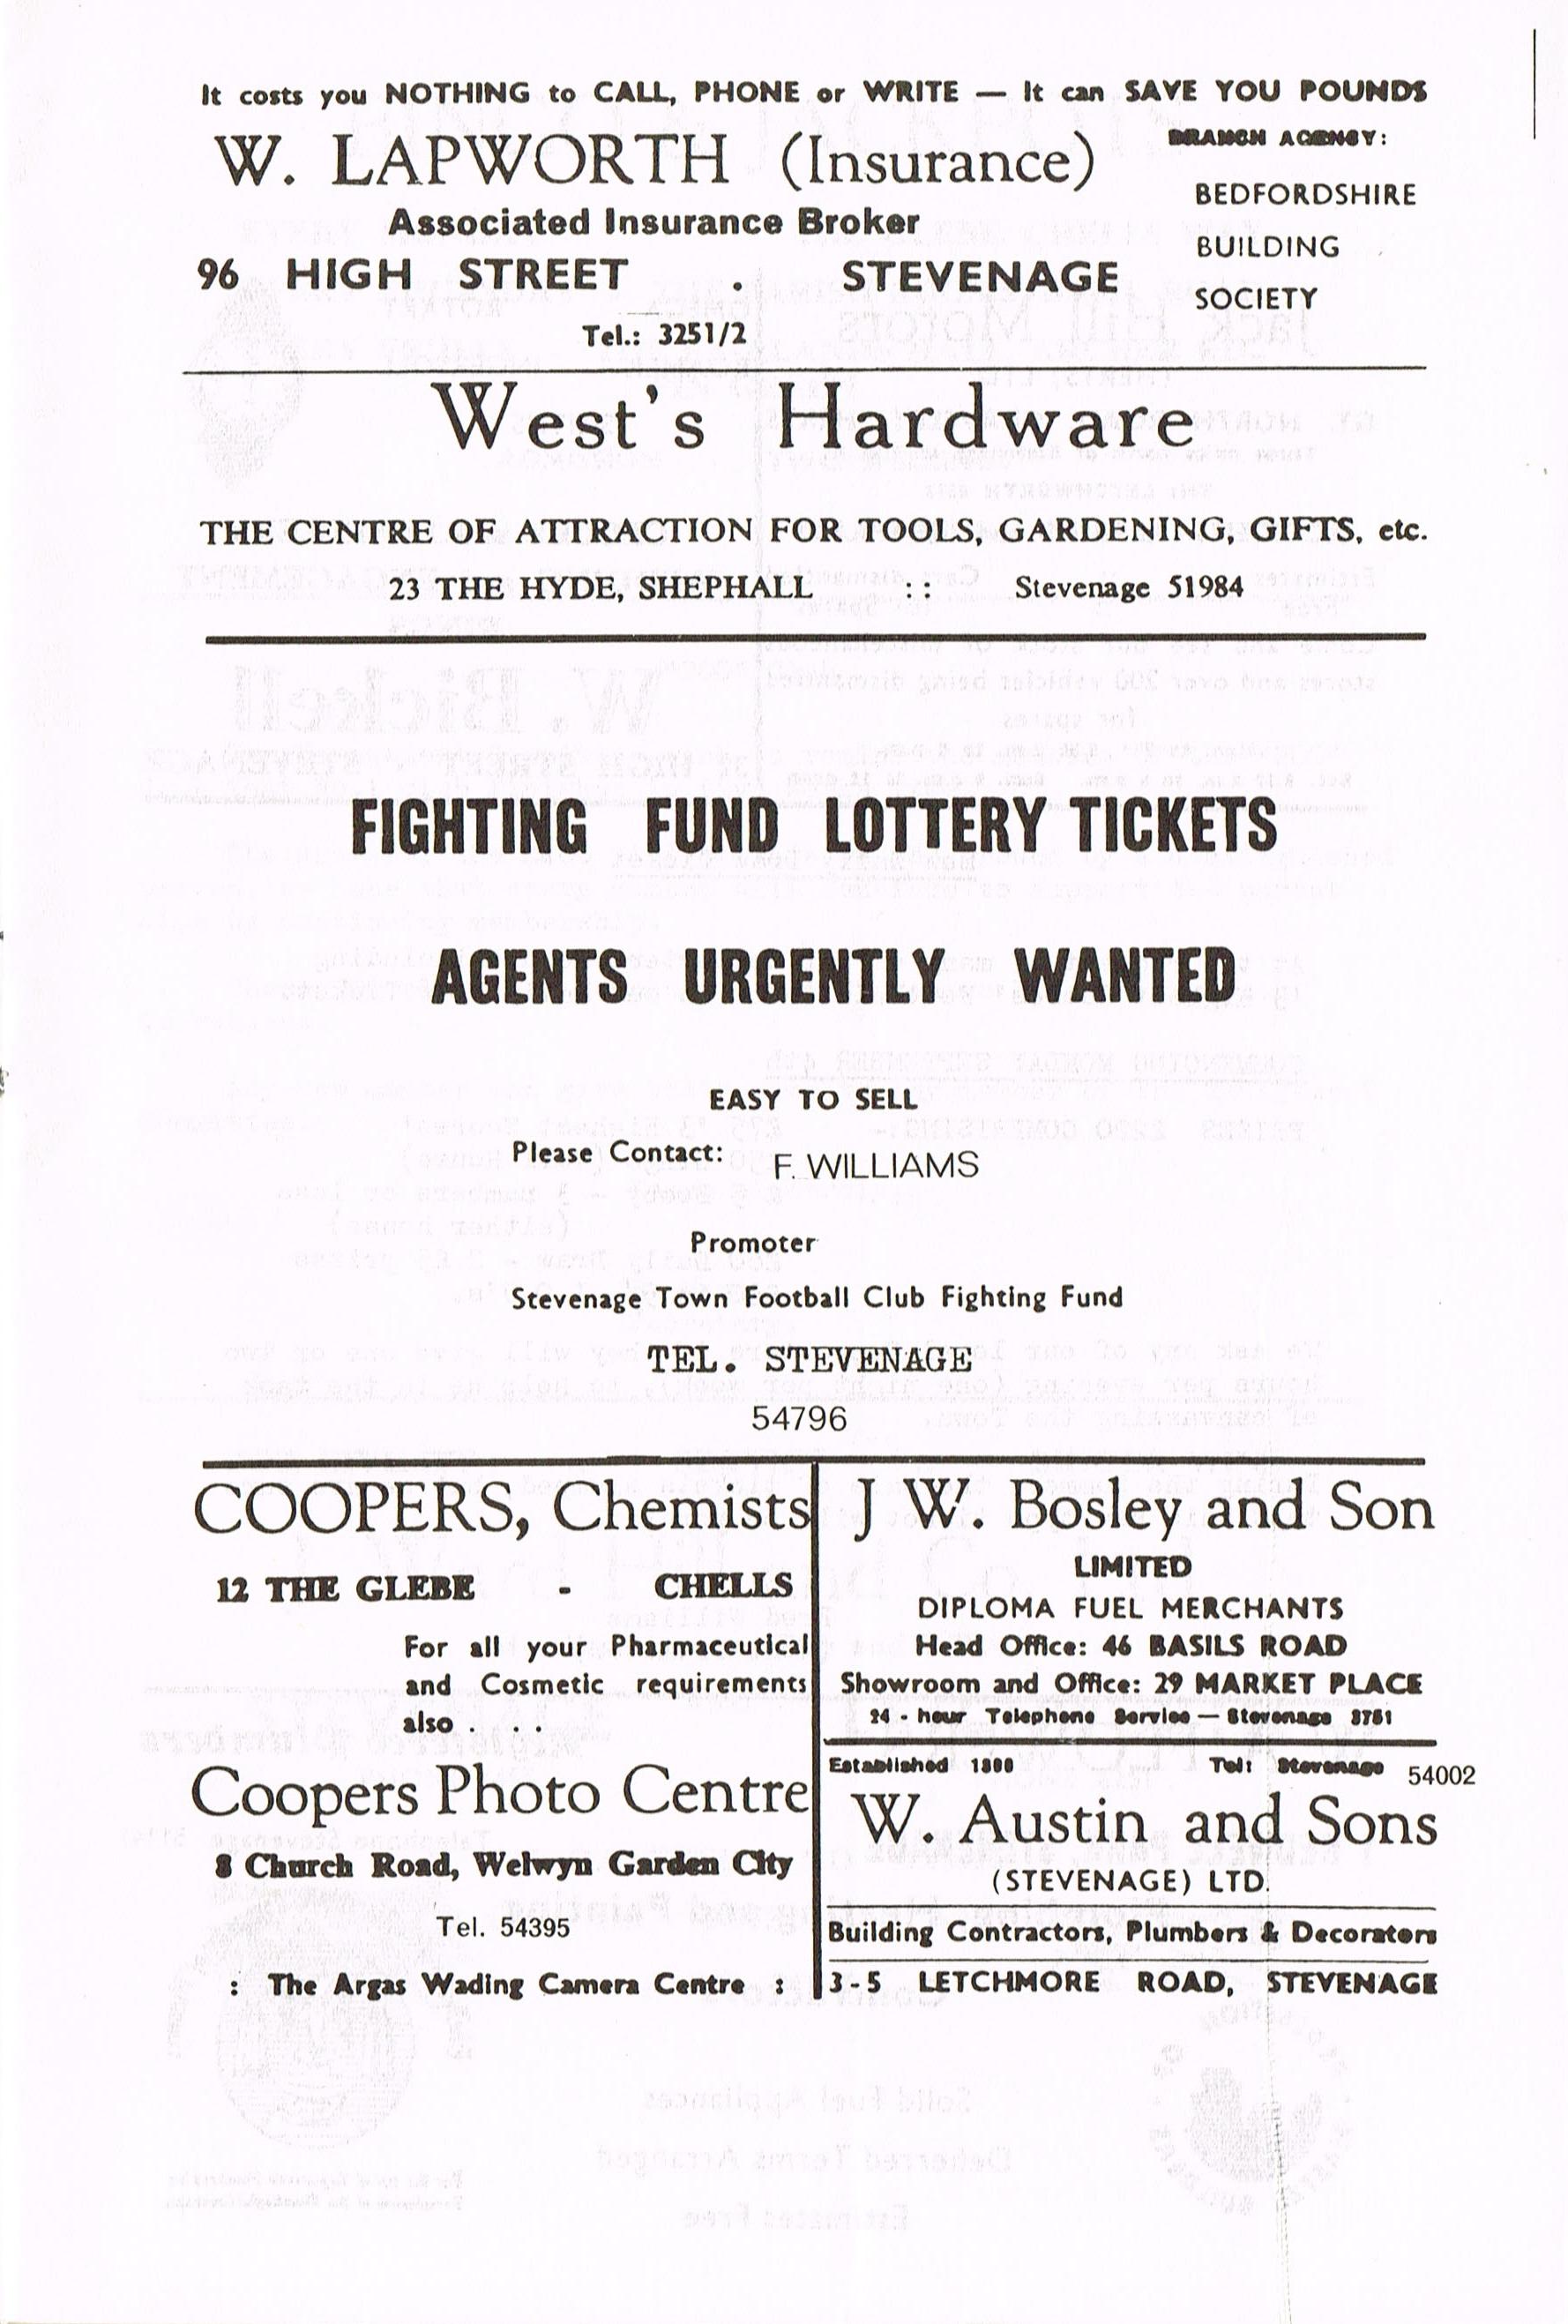 It costs you NOTHING to CALL, PHONE or WRITE — It can SAVE YOU POUNDS
W. LAPWORTH (Insurance)
Associated Insurance Broker
96 HIGH STREET . STEVENAGE
Tel.: 3251/2
BRANCH AGENCY:
BEDFORDSHIRE
BUILDING
SOCIETY
West's Hardware
THE CENTRE OF ATTRACTION FOR TOOLS, GARDENING, GIFTS, etc.
23 THE HYDE, SHEPHALL : : Stevenage 51984
FIGHTING FUND LOTTERY TICKETS
AGENTS URGENTLY WANTED
EASY TO SELL
Please Contact: F. WILLIAMS
Promoter
Stevenage Town Football Club Fighting Fund
TEL. STEVENAGE
54796
COOPERS, Chemists
12 THE GLEBE - CHELLS
For all your Pharmaceutical
and Cosmetic requirements
also . . .
Coopers Photo Centre
8 Church Road, Welwyn Garden City
Tel. 54395
: The Argas Wading Camera Centre :
J W. Bosley and Son
LIMITED
DIPLOMA FUEL MERCHANTS
Head Office: 46 BASILS ROAD
Showroom and Office: 29 MARKET PLACE
24 - hour Telephone Service — Stevenage 3751
Established 1890 Tel: Stevenage 54002
W. Austin and Sons
(STEVENAGE) LTD.
Building Contractors, Plumbers & Decorators
3-5 LETCHMORE ROAD, STEVENAGE